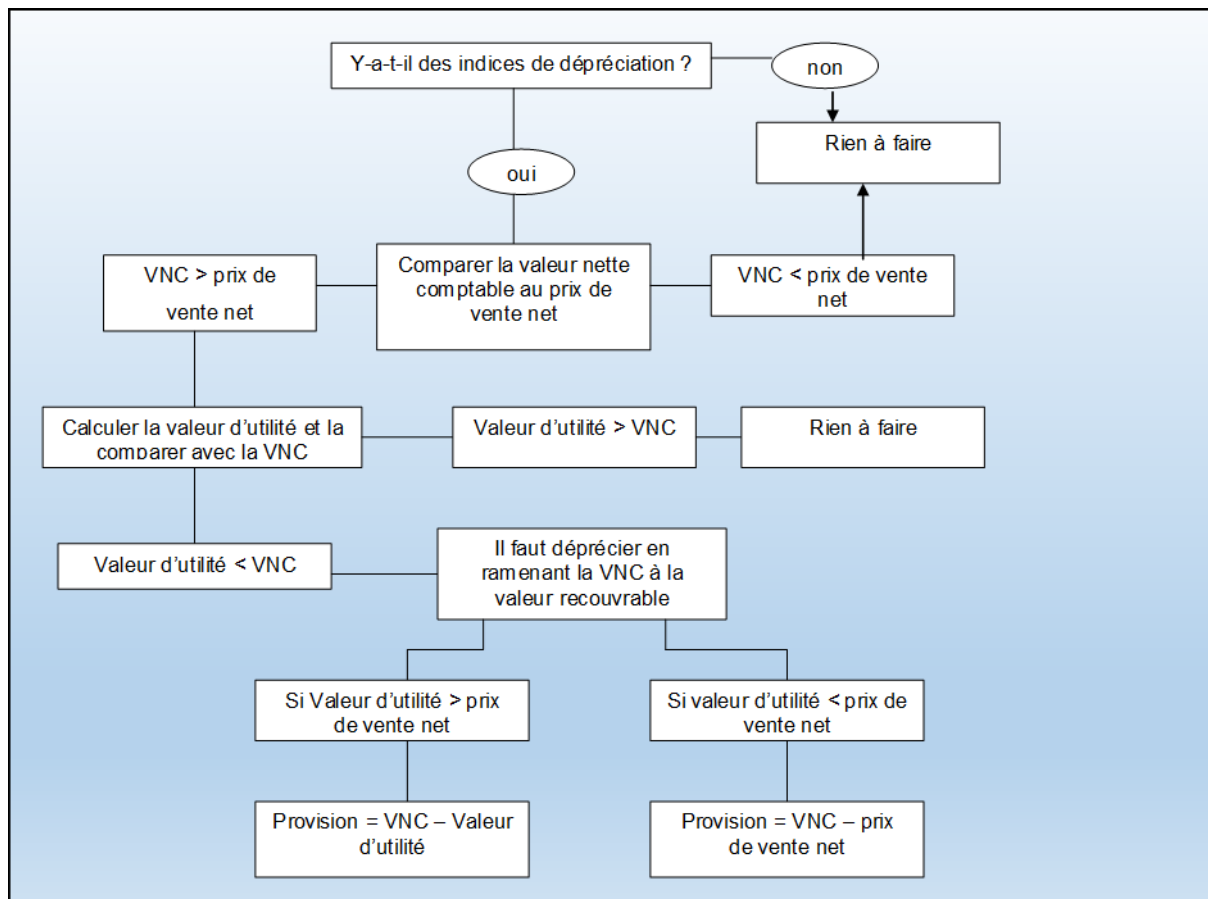 Y-a-t-il des indices de dépréciation ?
non
Rien à faire
oui
VNC > prix de
vente net
Comparer la valeur nette
comptable au prix de
vente net
VNC < prix de vente
net
Calculer la valeur d'utilité et la
comparer avec la VNC
Valeur d'utilité > VNC
Rien à faire
Valeur d'utilité < VNC
Il faut déprécier en
ramenant la VNC à la
valeur recouvrable
Si Valeur d'utilité > prix
de vente net
Si valeur d'utilité < prix de
vente net
Provision = VNC – Valeur
d'utilité
Provision = VNC – prix
de vente net